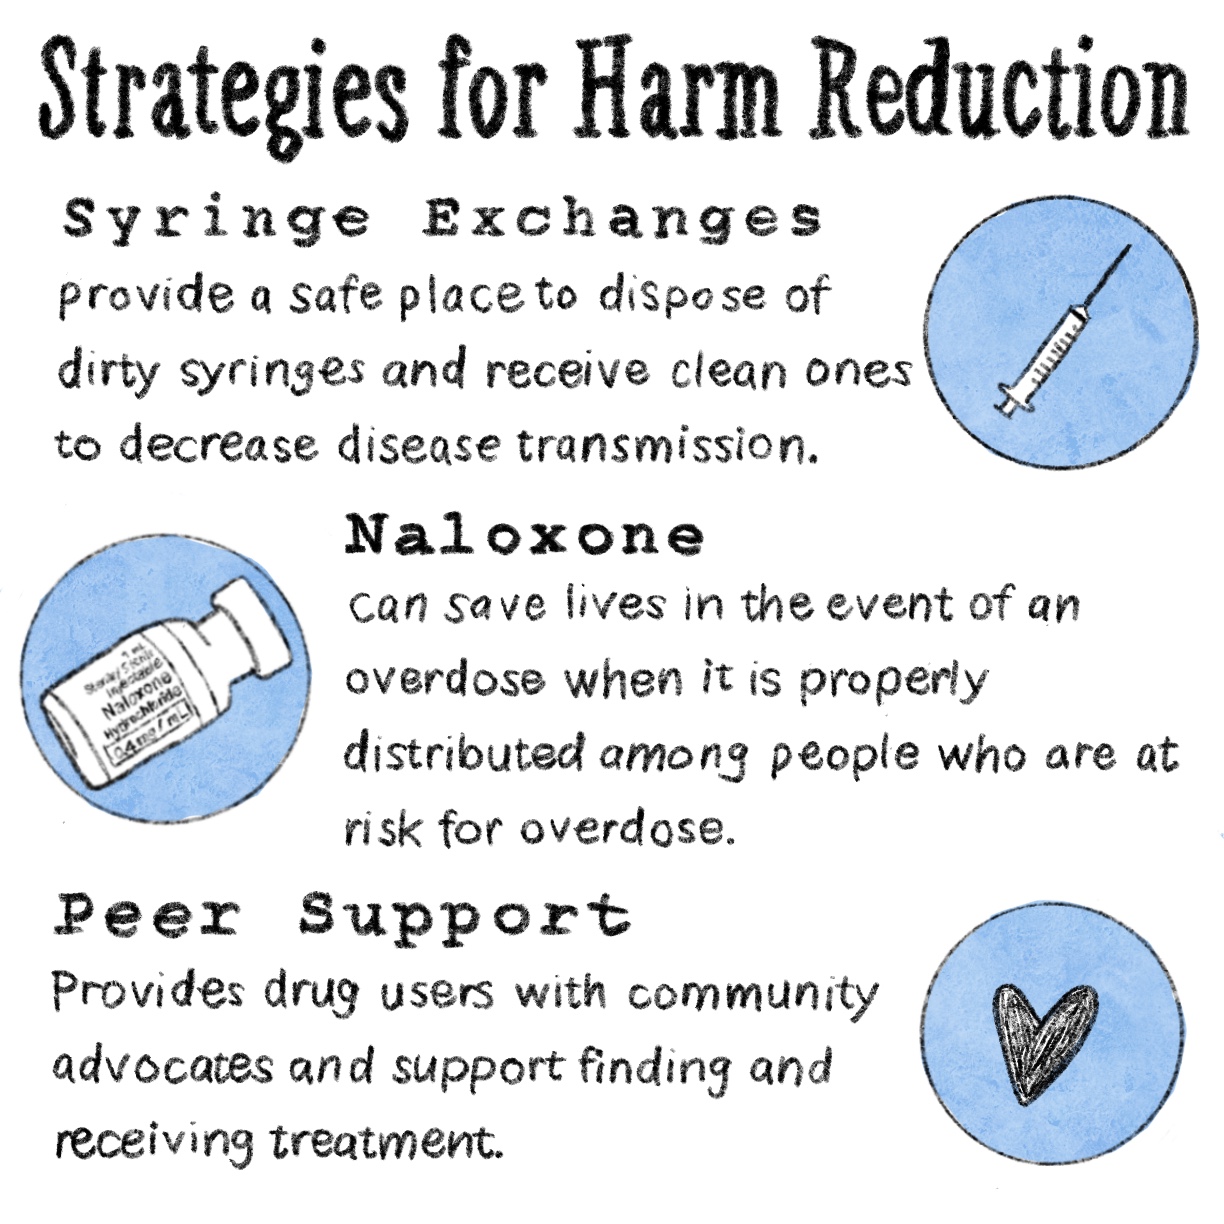 Strategies for Harm Reduction
Syringe Exchanges
provide a safe place to dispose of
dirty syringes and receive clean ones
to decrease disease transmission.
Naloxone
can save lives in the event of an
overdose when it is properly
distributed among people who are at
risk for overdose.
1 mL
Sterile
Injectable
Naloxone
Hydrochloride
0.4 mg/mL
Peer Support
Provides drug users with community
advocates and support finding and
receiving treatment.